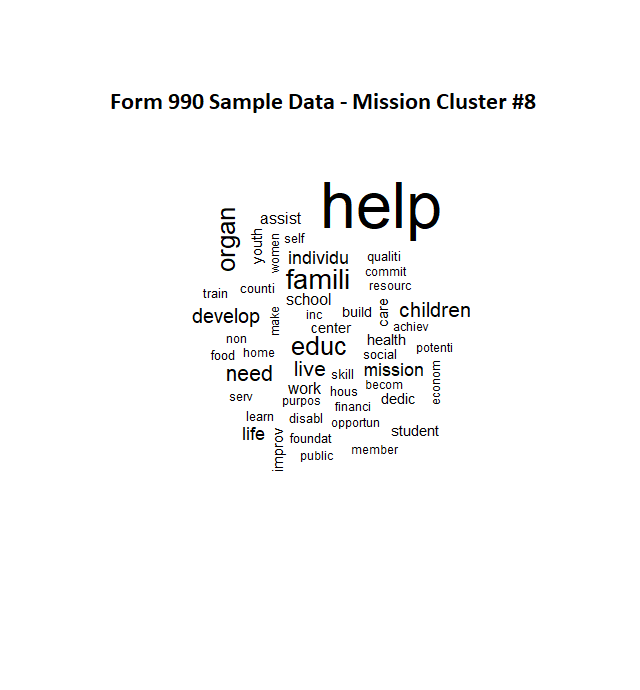 Form 990 Sample Data - Mission Cluster #8
help
organ
assist
youth
women
self
individu
qualiti
famili
commit
resourc
train
counti
school
children
develop
make
inc
build
care
center
achiev
non
educ
health
food
home
social
potenti
need
live
skill
mission
econom
work
hous
becom
serv
purpos
financi
dedic
learn
disabl
opportun
life
improv
foundat
student
public
member